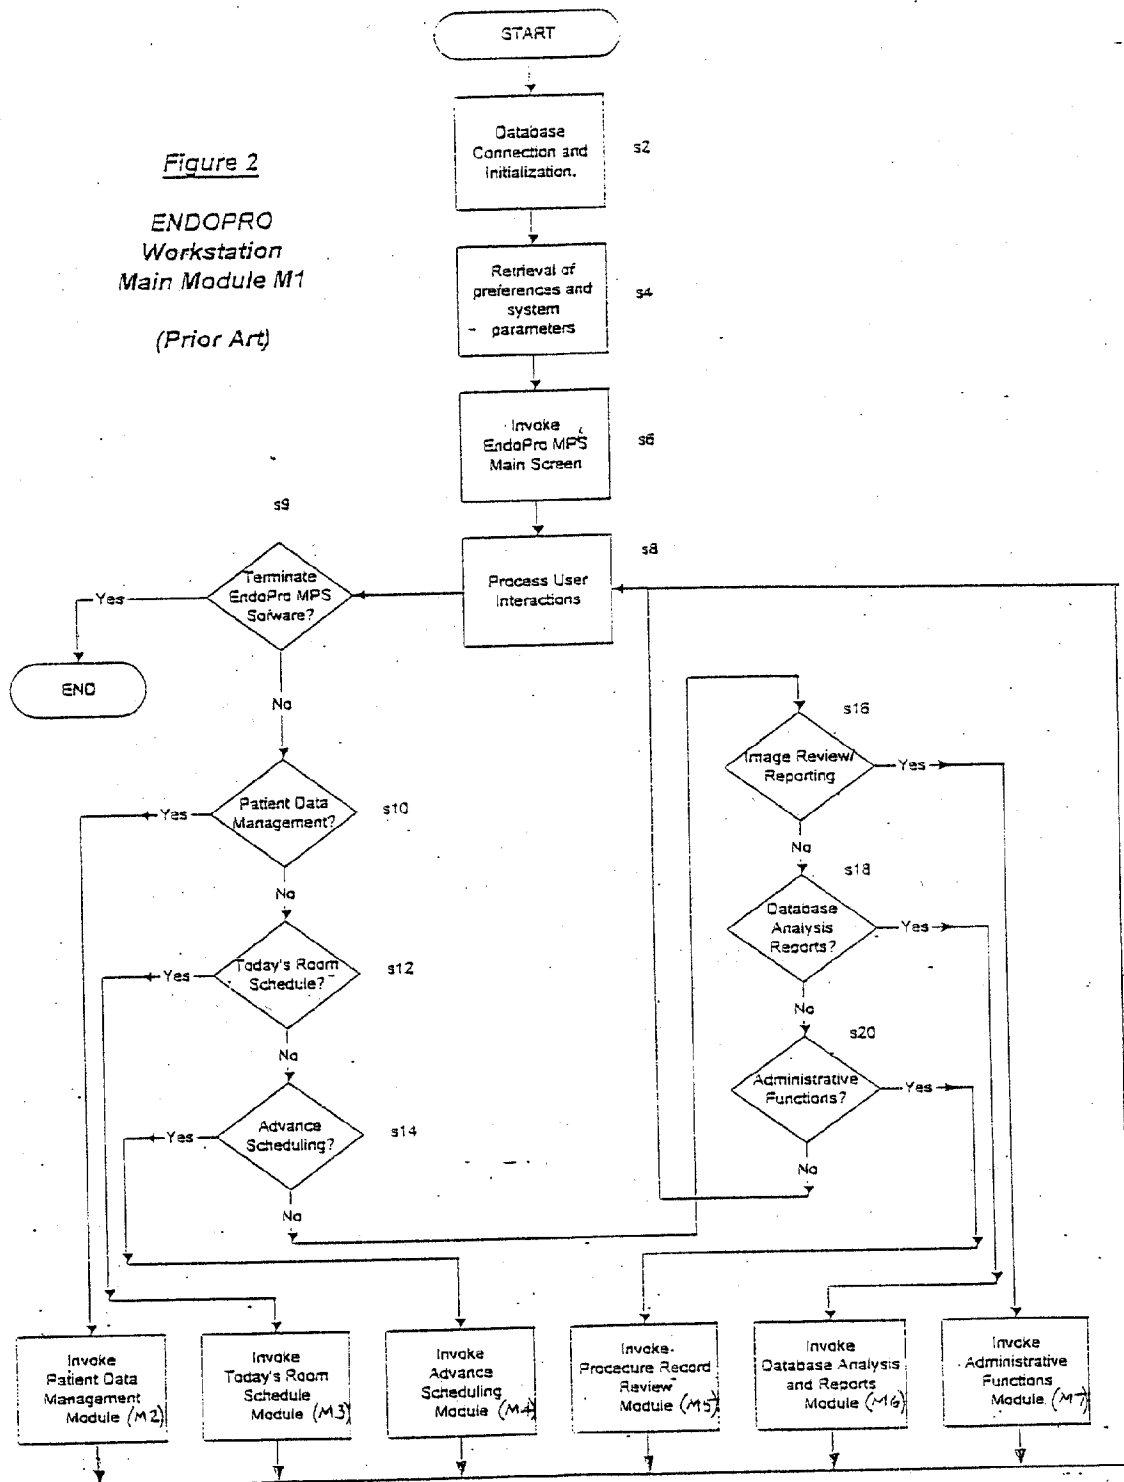 START
Database
Connection and
Initialization.
s2
Figure 2
ENDOPRO
Workstation
Main Module M1
(Prior Art)
Retrieval of
preferences and
system
parameters
s4
Invoke
EndoPro MPS
Main Screen
s6
s9
s8
Process User
Interactions
Terminate
EndoPro MPS
Sofware?
Yes
END
No
s16
Image Review/
Reporting
Yes
Patient Data
Management?
s10
Yes
No
No
s18
Database
Analysis
Reports?
Yes
Today's Room
Schedule?
s12
Yes
No
No
s20
Administrative
Functions?
Yes
Advance
Scheduling?
s14
Yes
No
No
Invoke
Patient Data
Management
Module (M2)
Invoke
Today's Room
Schedule
Module (M3)
Invoke
Advance
Scheduling
Module (M4)
Invoke
Procecure Record
Review
Module (M5)
Invoke
Database Analysis
and Reports
Module (M6)
Invoke
Administrative
Functions
Module (M7)